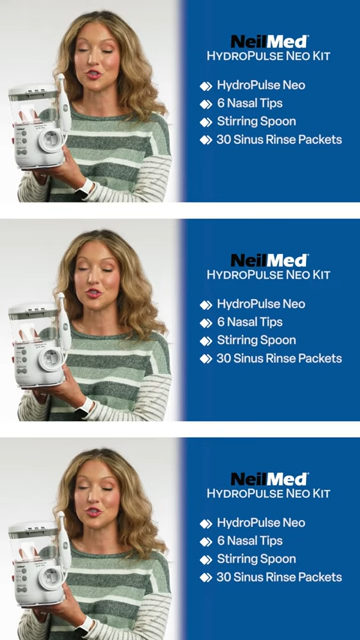 NeilMed®
HYDROPULSE NEO KIT
HydroPulse Neo
6 Nasal Tips
Stirring Spoon
30 Sinus Rinse Packets
NeilMed®
HYDROPULSE NEO KIT
HydroPulse Neo
6 Nasal Tips
Stirring Spoon
30 Sinus Rinse Packets
NeilMed®
HYDROPULSE NEO KIT
HydroPulse Neo
6 Nasal Tips
Stirring Spoon
30 Sinus Rinse Packets